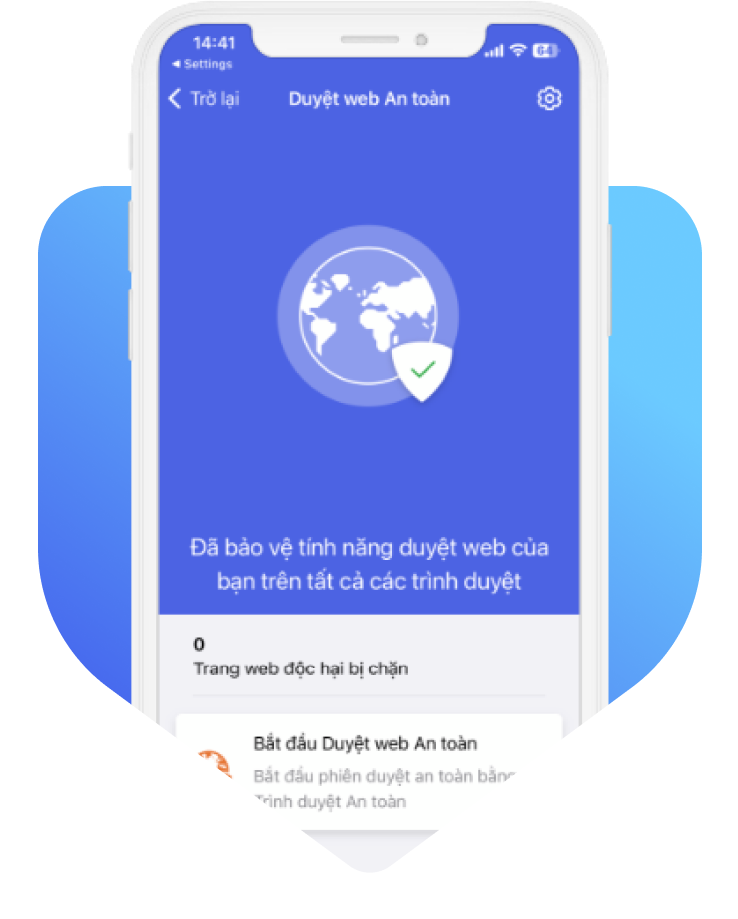 14:41
64
◀ Settings
Trở lại
Duyệt web An toàn
Đã bảo vệ tính năng duyệt web của
bạn trên tất cả các trình duyệt
0
Trang web độc hại bị chặn
Bắt đầu Duyệt web An toàn
Bắt đầu phiên duyệt an toàn bằng
Trình duyệt An toàn